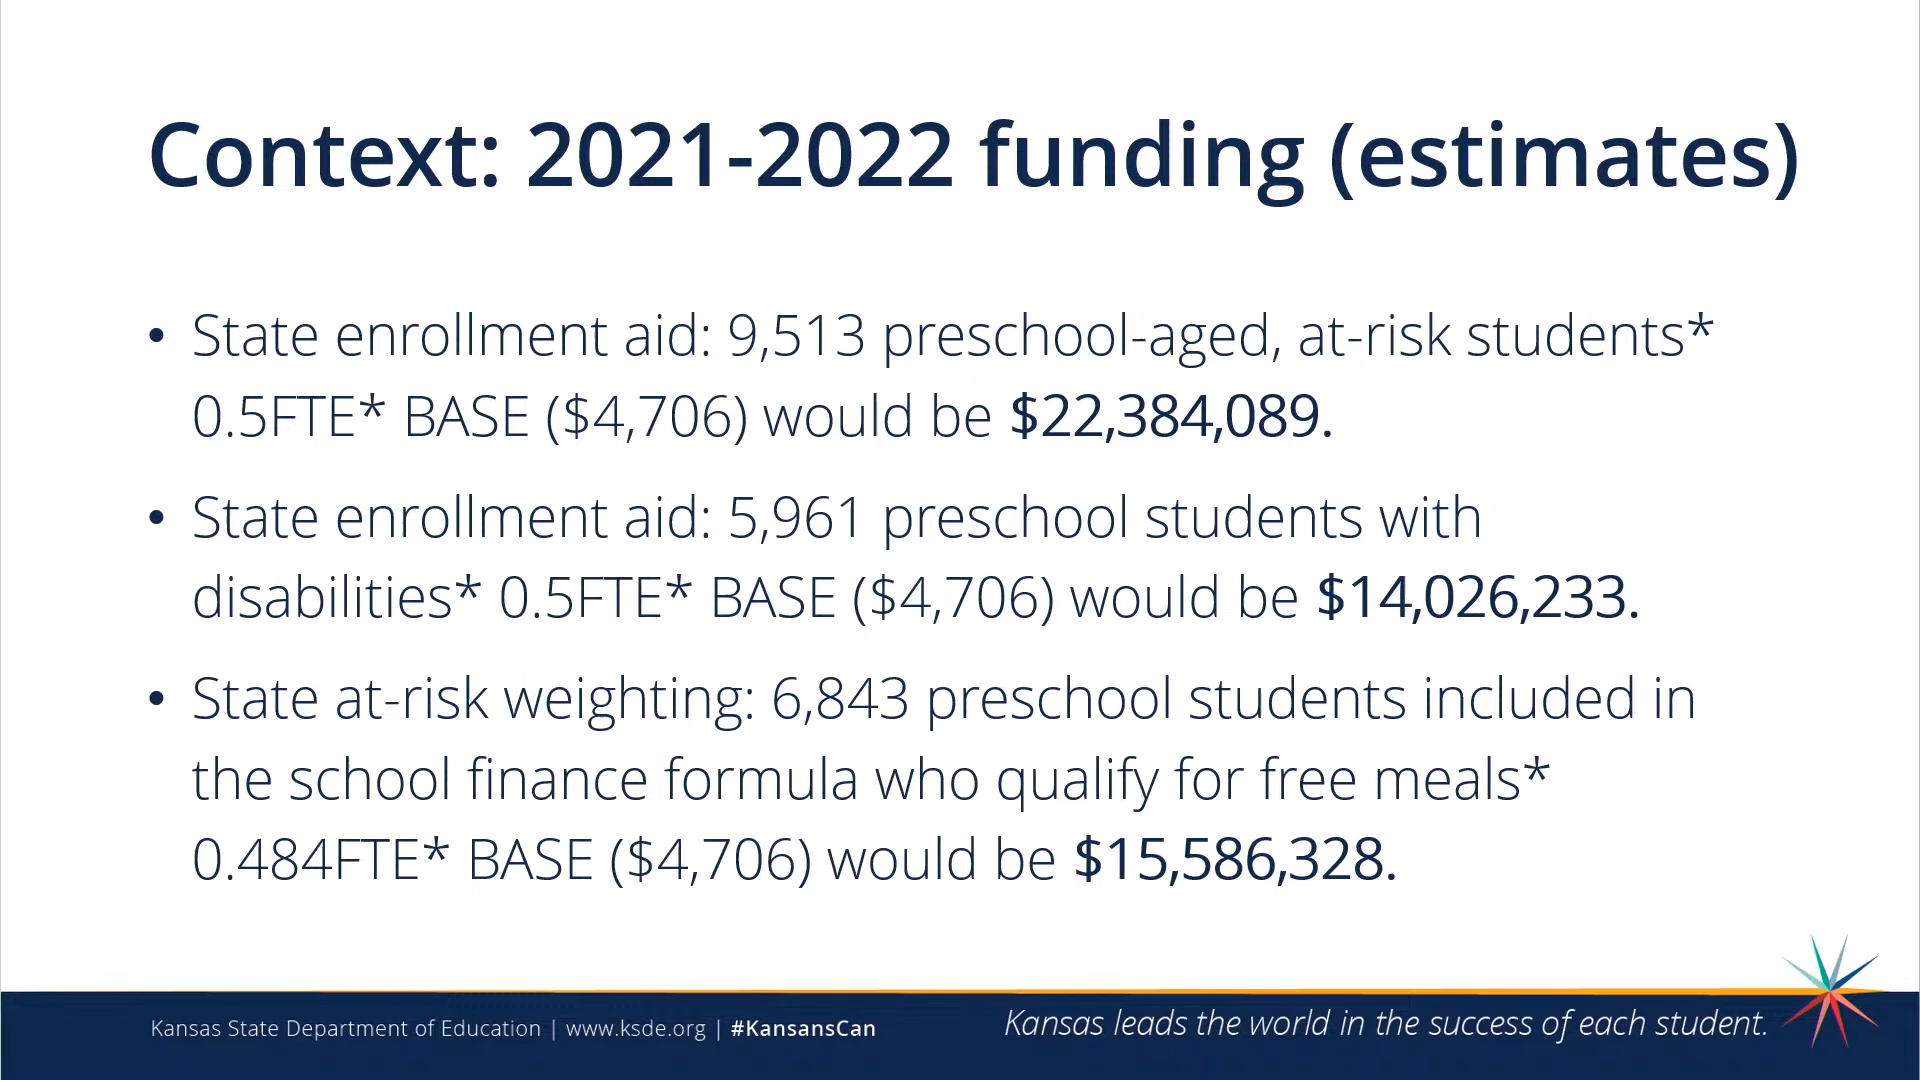 Context: 2021-2022 funding (estimates)
• State enrollment aid: 9,513 preschool-aged, at-risk students*
0.5FTE* BASE ($4,706) would be $22,384,089.
• State enrollment aid: 5,961 preschool students with
disabilities* 0.5FTE* BASE ($4,706) would be $14,026,233.
• State at-risk weighting: 6,843 preschool students included in
the school finance formula who qualify for free meals*
0.484FTE* BASE ($4,706) would be $15,586,328.
Kansas State Department of Education | www.ksde.org | #KansansCan
Kansas leads the world in the success of each student.